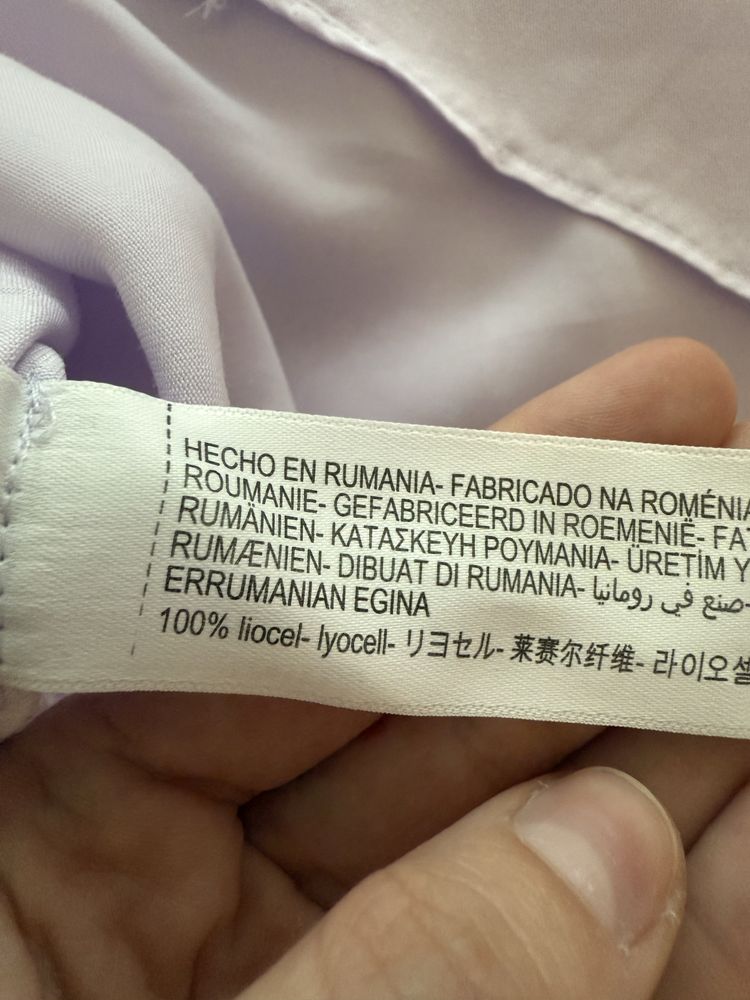 HECHO EN RUMANIA- FABRICADO NA ROMÉNIA
ROUMANIE- GEFABRICEERD IN ROEMENIË- FAT
RUMÄNIEN- ΚΑΤΑΣΚΕΥΗ ΡΟΥΜΑΝΙΑ- ÜRETİM Y
RUMÆNIEN- DIBUAT DI RUMANIA- صنع في رومانيا-
ERRUMANIAN EGINA
100% liocel- lyocell- リヨセル- 莱赛尔纤维- 라이오셀